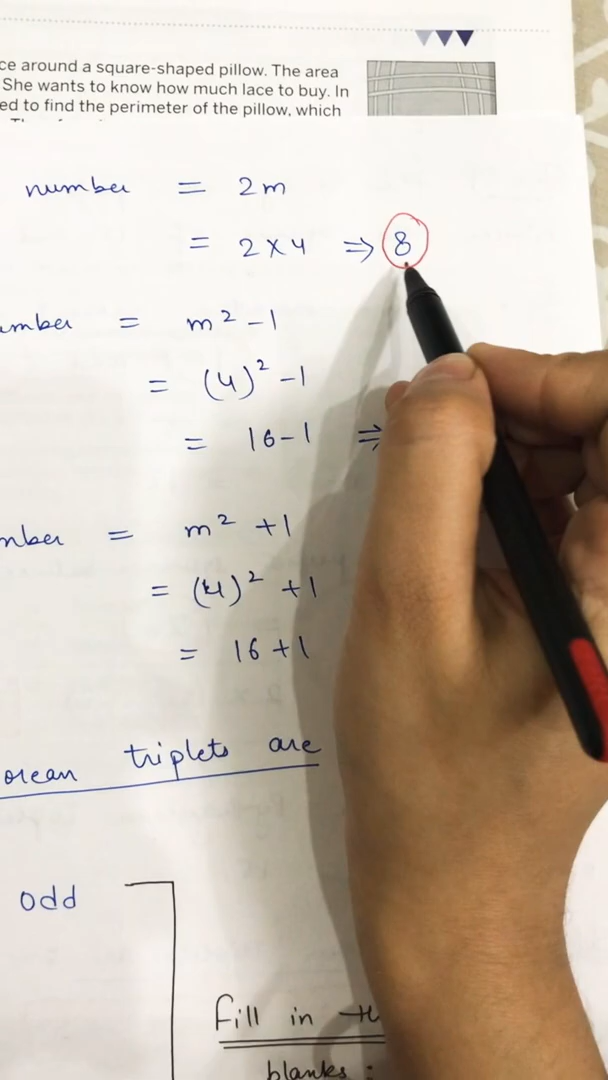 ce around a square-shaped pillow. The area
She wants to know how much lace to buy. In
ed to find the perimeter of the pillow, which
number = 2m
= 2 × 4 ⇒ 8
umber = m² - 1
= (4)² - 1
= 16 - 1 ⇒
mber = m² + 1
= (4)² + 1
= 16 + 1
orean triplets are
odd
fill in
blanks :